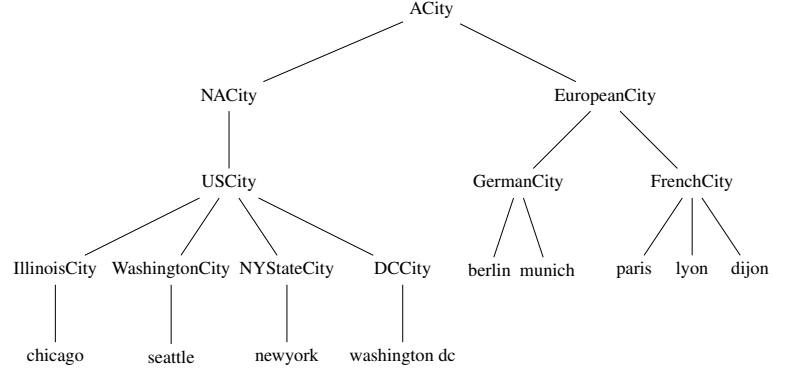 ACity
NACity EuropeanCity
USCity GermanCity FrenchCity
IllinoisCity WashingtonCity NYStateCity DCCity berlin munich paris lyon dijon
chicago seattle newyork washington dc